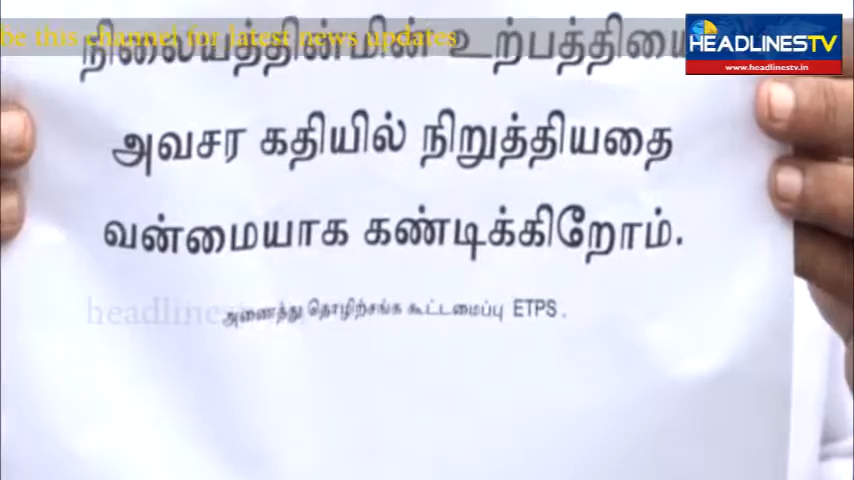 be this channel for latest news updates
HEADLINESTV
www.headlinestv.in
நிலையத்தின்மின் உற்பத்தியை
அவசர கதியில் நிறுத்தியதை
வன்மையாக கண்டிக்கிறோம்.
headlines
அணைத்து தொழிற்சங்க கூட்டமைப்பு ETPS.